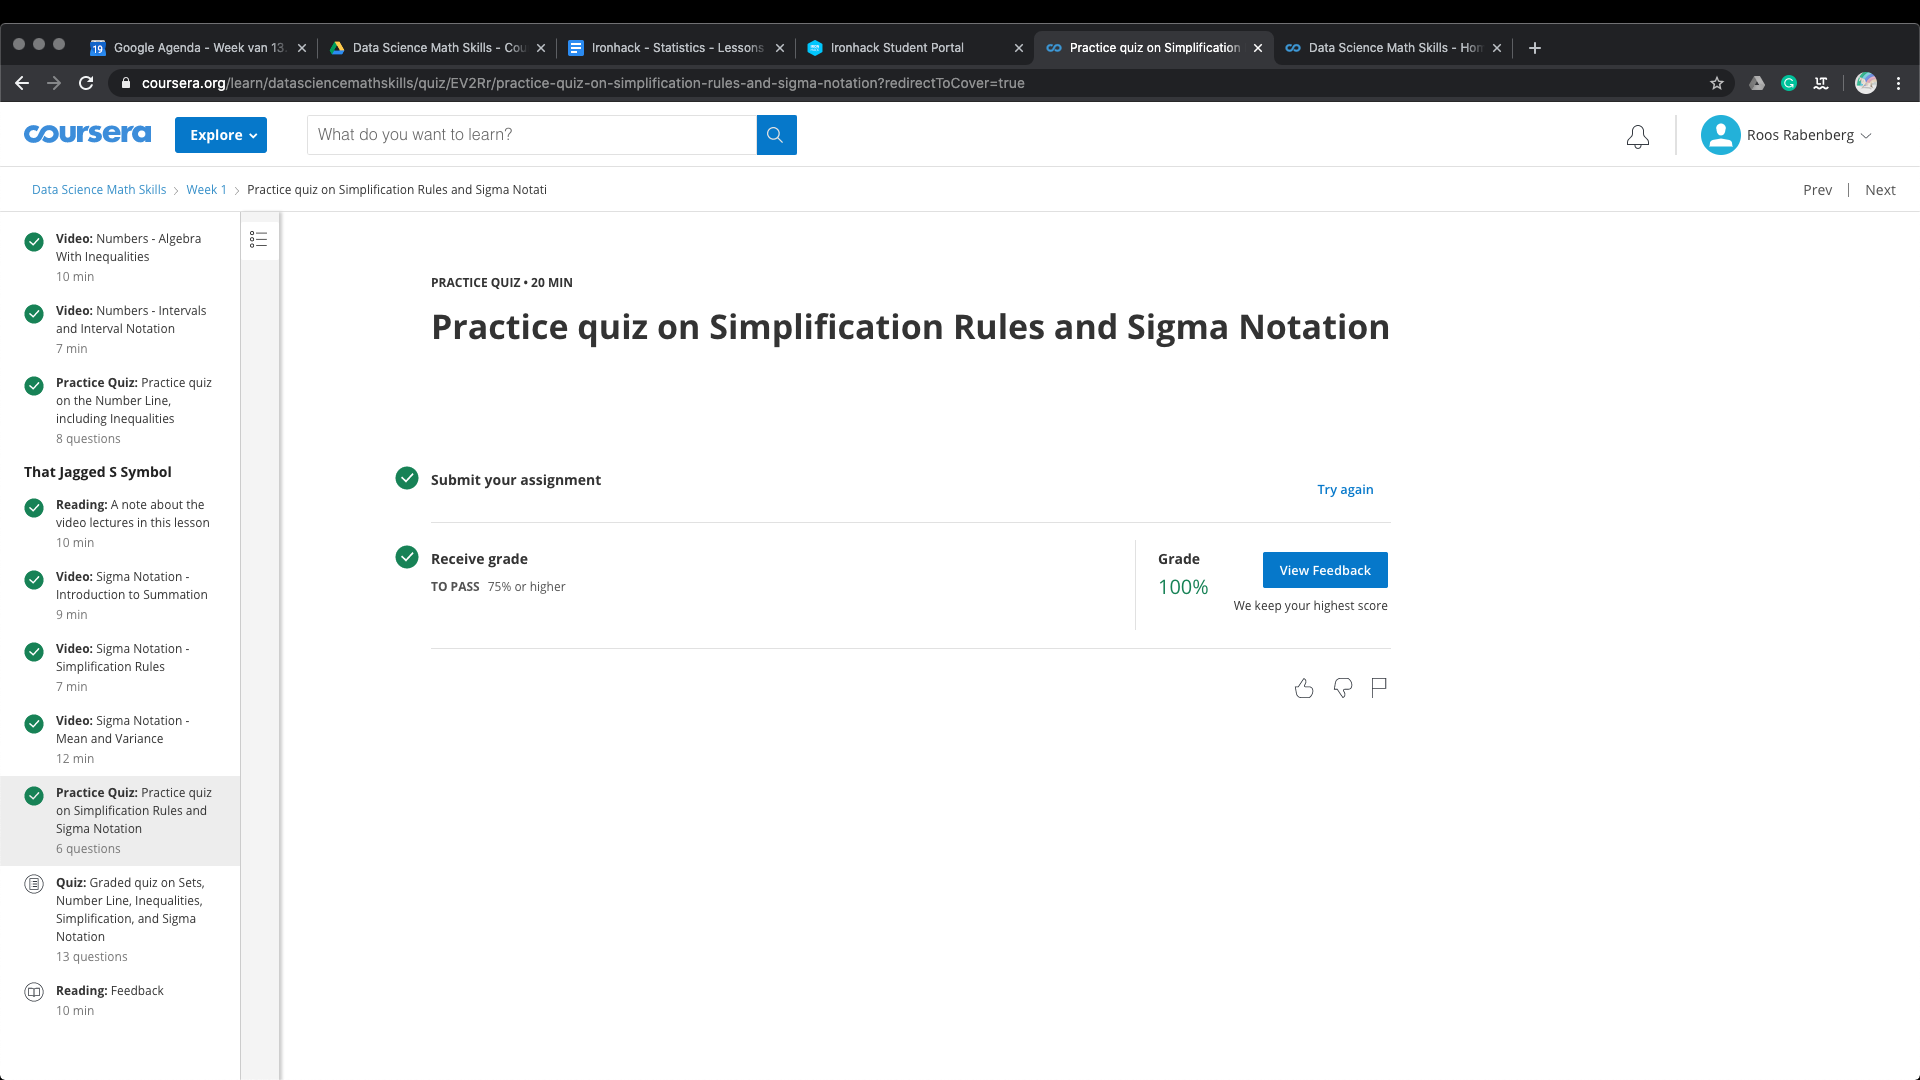 Google Agenda - Week van 13.
Data Science Math Skills - Cou
Ironhack - Statistics - Lessons
Ironhack Student Portal
Practice quiz on Simplification
Data Science Math Skills - Hom
coursera.org/learn/datasciencemathskills/quiz/EV2Rr/practice-quiz-on-simplification-rules-and-sigma-notation?redirectToCover=true
coursera
Explore
What do you want to learn?
Roos Rabenberg
Data Science Math Skills > Week 1 > Practice quiz on Simplification Rules and Sigma Notati
Prev | Next
Video: Numbers - Algebra
With Inequalities
10 min
Video: Numbers - Intervals
and Interval Notation
7 min
Practice Quiz: Practice quiz
on the Number Line,
including Inequalities
8 questions
That Jagged S Symbol
Reading: A note about the
video lectures in this lesson
10 min
Video: Sigma Notation -
Introduction to Summation
9 min
Video: Sigma Notation -
Simplification Rules
7 min
Video: Sigma Notation -
Mean and Variance
12 min
Practice Quiz: Practice quiz
on Simplification Rules and
Sigma Notation
6 questions
Quiz: Graded quiz on Sets,
Number Line, Inequalities,
Simplification, and Sigma
Notation
13 questions
Reading: Feedback
10 min
PRACTICE QUIZ • 20 MIN
Practice quiz on Simplification Rules and Sigma Notation
Submit your assignment
Try again
Receive grade
TO PASS 75% or higher
Grade
100%
View Feedback
We keep your highest score